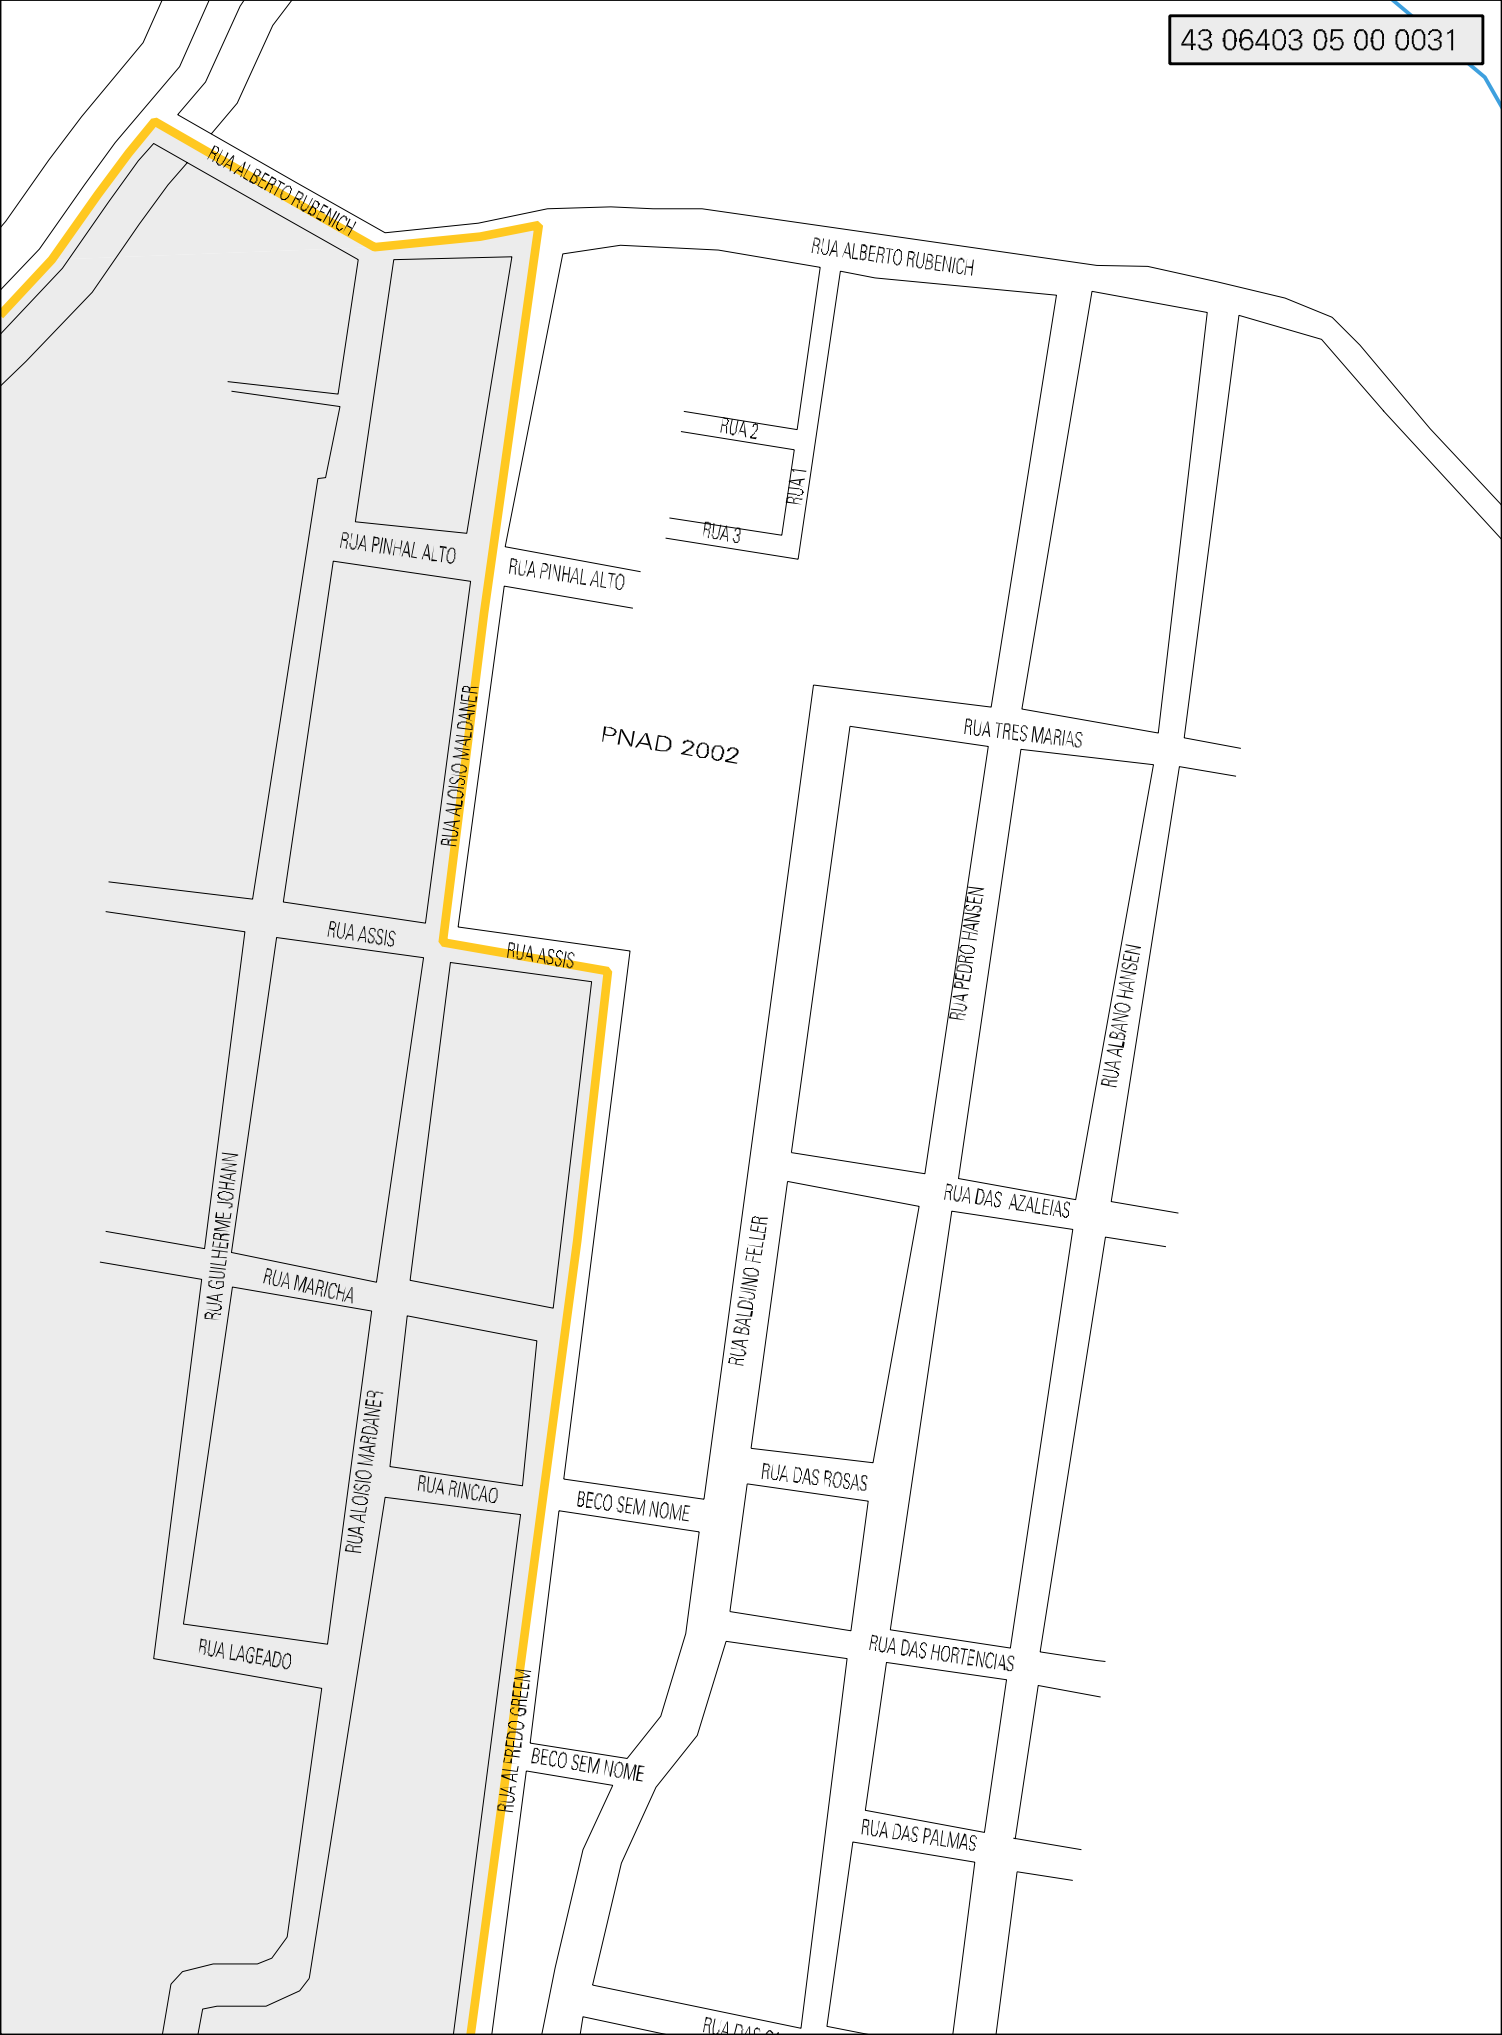 43 06403 05 00 0031
RUA ALBERTO RUBENICH
RUA ALBERTO RUBENICH
RUA 2
RUA 1
RUA 3
RUA PINHAL ALTO
RUA PINHAL ALTO
RUA ALOISIO MALDANER
PNAD 2002
RUA TRES MARIAS
RUA ASSIS
RUA ASSIS
RUA PEDRO HANSEN
RUA ALBANO HANSEN
RUA GUILHERME JOHANN
RUA DAS AZALEIAS
RUA MARICHA
RUA BALDUINO FELLER
RUA ALOISIO MARDANER
RUA RINCAO
RUA DAS ROSAS
BECO SEM NOME
RUA LAGEADO
RUA DAS HORTENCIAS
RUA ALFREDO GREEM
BECO SEM NOME
RUA DAS PALMAS
RUA DAS